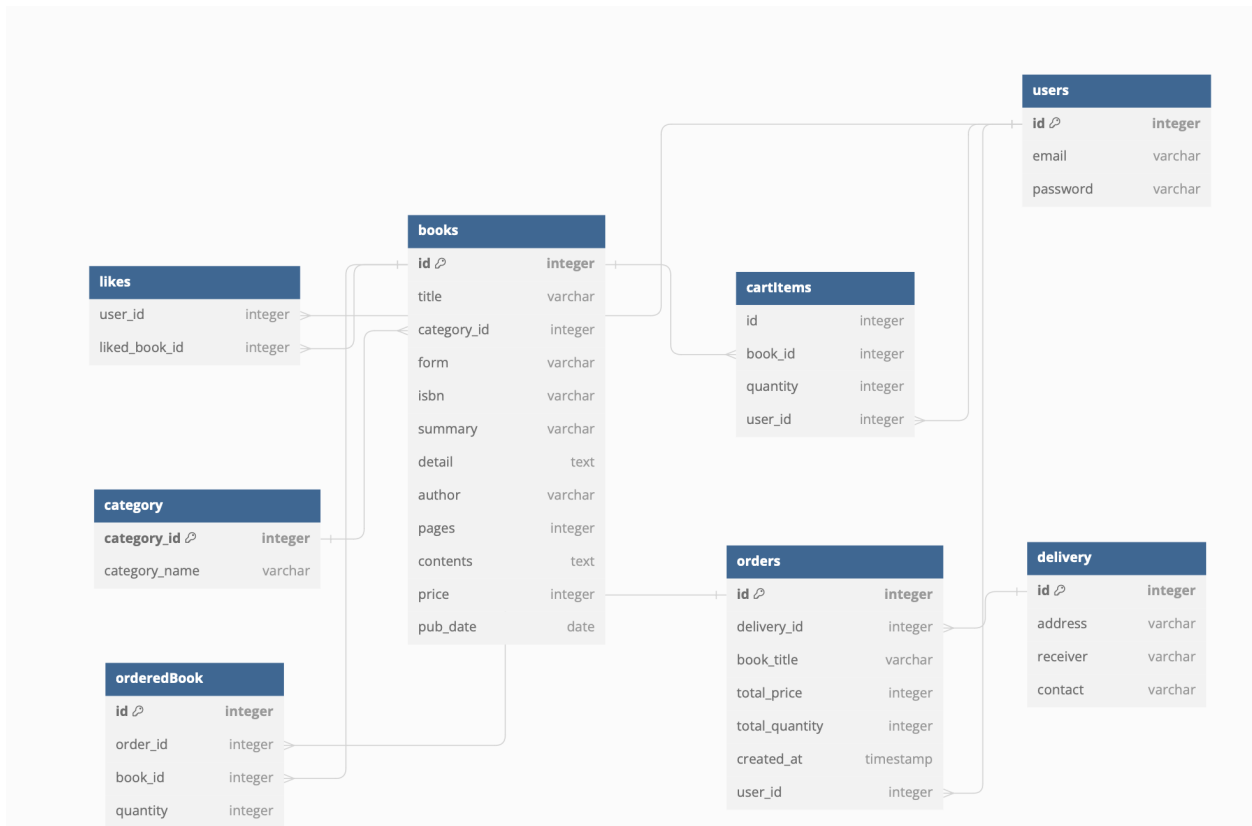 users
id integer
email varchar
password varchar
books
id integer
title varchar
category_id integer
form varchar
isbn varchar
summary varchar
detail text
author varchar
pages integer
contents text
price integer
pub_date date
likes
user_id integer
liked_book_id integer
cartItems
id integer
book_id integer
quantity integer
user_id integer
category
category_id integer
category_name varchar
orders
id integer
delivery_id integer
book_title varchar
total_price integer
total_quantity integer
created_at timestamp
user_id integer
delivery
id integer
address varchar
receiver varchar
contact varchar
orderedBook
id integer
order_id integer
book_id integer
quantity integer